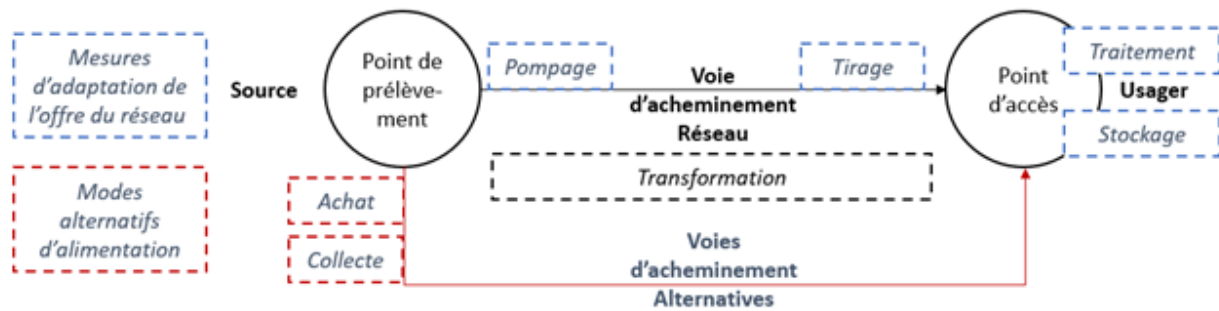 Mesures
d'adaptation de
l'offre du réseau
Modes
alternatifs
d'alimentation
Source
Point de
prélève-
ment
Achat
Collecte
Pompage
Voie
d'acheminement
Réseau
Tirage
Transformation
Voies
d'acheminement
Alternatives
Point
d'accès
Traitement
Usager
Stockage